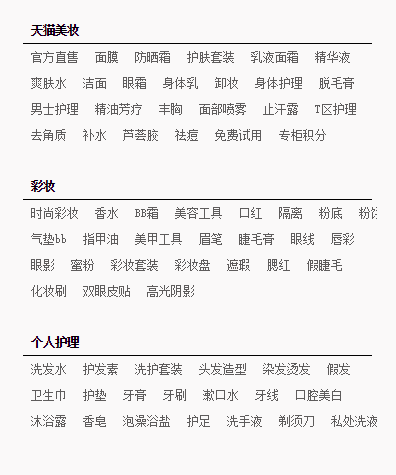 天猫美妆
官方直售 面膜 防晒霜 护肤套装 乳液面霜 精华液
爽肤水 洁面 眼霜 身体乳 卸妆 身体护理 脱毛膏
男士护理 精油芳疗 丰胸 面部喷雾 止汗露 T区护理
去角质 补水 芦荟胶 祛痘 免费试用 专柜积分
彩妆
时尚彩妆 香水 BB霜 美容工具 口红 隔离 粉底 粉饼
气垫bb 指甲油 美甲工具 眉笔 睫毛膏 眼线 唇彩
眼影 蜜粉 彩妆套装 彩妆盘 遮瑕 腮红 假睫毛
化妆刷 双眼皮贴 高光阴影
个人护理
洗发水 护发素 洗护套装 头发造型 染发烫发 假发
卫生巾 护垫 牙膏 牙刷 漱口水 牙线 口腔美白
沐浴露 香皂 泡澡浴盐 护足 洗手液 剃须刀 私处洗液